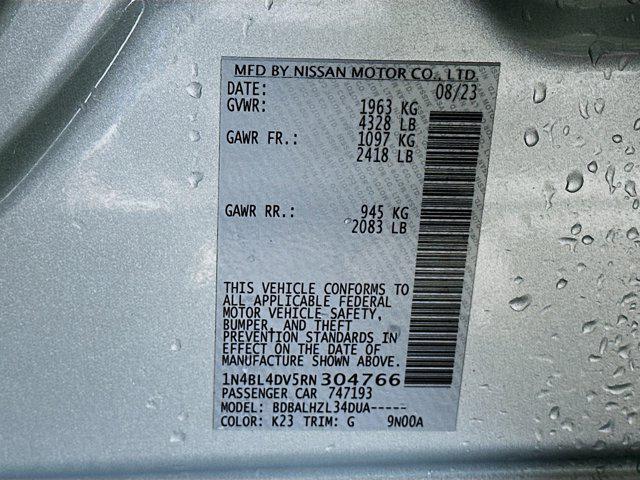 MFD BY NISSAN MOTOR CO., LTD.
DATE: 08/23
GVWR: 1963 KG
4328 LB
GAWR FR.: 1097 KG
2418 LB
GAWR RR.: 945 KG
2083 LB
THIS VEHICLE CONFORMS TO
ALL APPLICABLE FEDERAL
MOTOR VEHICLE SAFETY,
BUMPER, AND THEFT
PREVENTION STANDARDS IN
EFFECT ON THE DATE OF
MANUFACTURE SHOWN ABOVE.
1N4BL4DV5RN304766
PASSENGER CAR 747193
MODEL: BDBALHZL34DUA-----
COLOR: K23 TRIM: G 9N00A